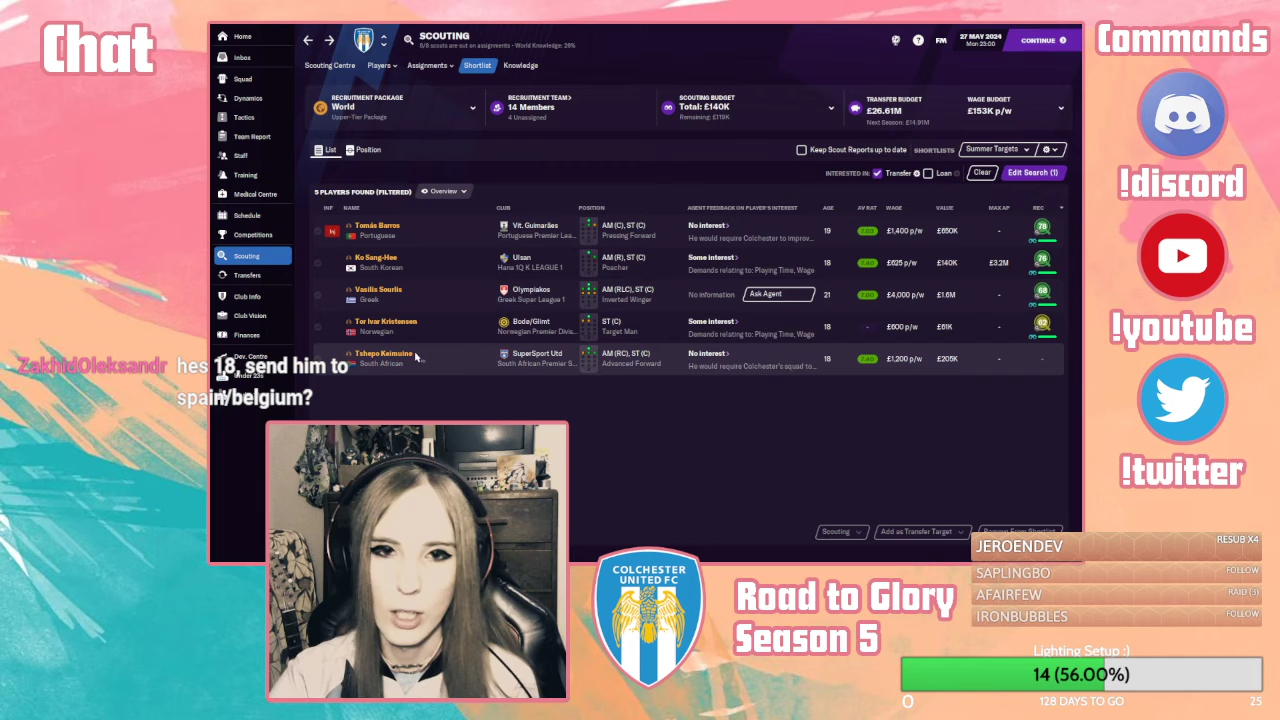 Chat
Commands
Home
Inbox
Squad
Dynamics
Tactics
Team Report
Staff
Training
Medical Centre
Schedule
Competitions
Scouting
Transfers
Club Info
Club Vision
Finances
Dev. Centre
Under 23s
SCOUTING
8/8 scouts are out on assignments - World Knowledge: 26%
FM
27 MAY 2024
Mon 23:00
CONTINUE
Scouting Centre Players Assignments Shortlist Knowledge
RECRUITMENT PACKAGE
World
Upper-Tier Package
RECRUITMENT TEAM>
14 Members
4 Unassigned
SCOUTING BUDGET
Total: £140K
Remaining: £119K
TRANSFER BUDGET
£26.61M
Next Season: £14.91M
WAGE BUDGET
£153K p/w
List Position
Keep Scout Reports up to date SHORTLISTS Summer Targets
INTERESTED IN: Transfer Loan Clear Edit Search (1)
5 PLAYERS FOUND (FILTERED) Overview
INF NAME CLUB POSITION AGENT FEEDBACK ON PLAYER'S INTEREST AGE AV RAT WAGE VALUE MAX AP REC
Inj Tomás Barros Vit. Guimarães AM (C), ST (C) No interest> 19 7.03 £1,400 p/w £650K - 78
Portuguese Portuguese Premier Lea... Pressing Forward He would require Colchester to improv...
Ko Sang-Hee Ulsan AM (R), ST (C) Some interest> 18 7.40 £625 p/w £140K £3.2M 76
South Korean Hana 1Q K LEAGUE 1 Poacher Demands relating to: Playing Time, Wage
Vasilis Sourlis Olympiakos AM (RLC), ST (C) No information Ask Agent 21 7.00 £4,000 p/w £1.6M - 68
Greek Greek Super League 1 Inverted Winger
Tor Ivar Kristensen Bodø/Glimt ST (C) Some interest> 18 - £600 p/w £61K - 62
Norwegian Norwegian Premier Divis... Target Man Demands relating to: Playing Time, Wage
Tshepo Keimuine SuperSport Utd AM (RC), ST (C) No interest> 18 7.40 £1,200 p/w £205K - -
South African South African Premier S... Advanced Forward He would require Colchester's squad to...
ZakhidOleksandr hes 18, send him to
spain/belgium?
Scouting Add as Transfer Target Remove From Shortlist
!discord
!youtube
!twitter
COLCHESTER
UNITED FC
Road to Glory
Season 5
JEROENDEV RESUB X4
SAPLINGBO FOLLOW
AFAIRFEW RAID (3)
IRONBUBBLES FOLLOW
Lighting Setup :)
14 (56.00%)
0 128 DAYS TO GO 25